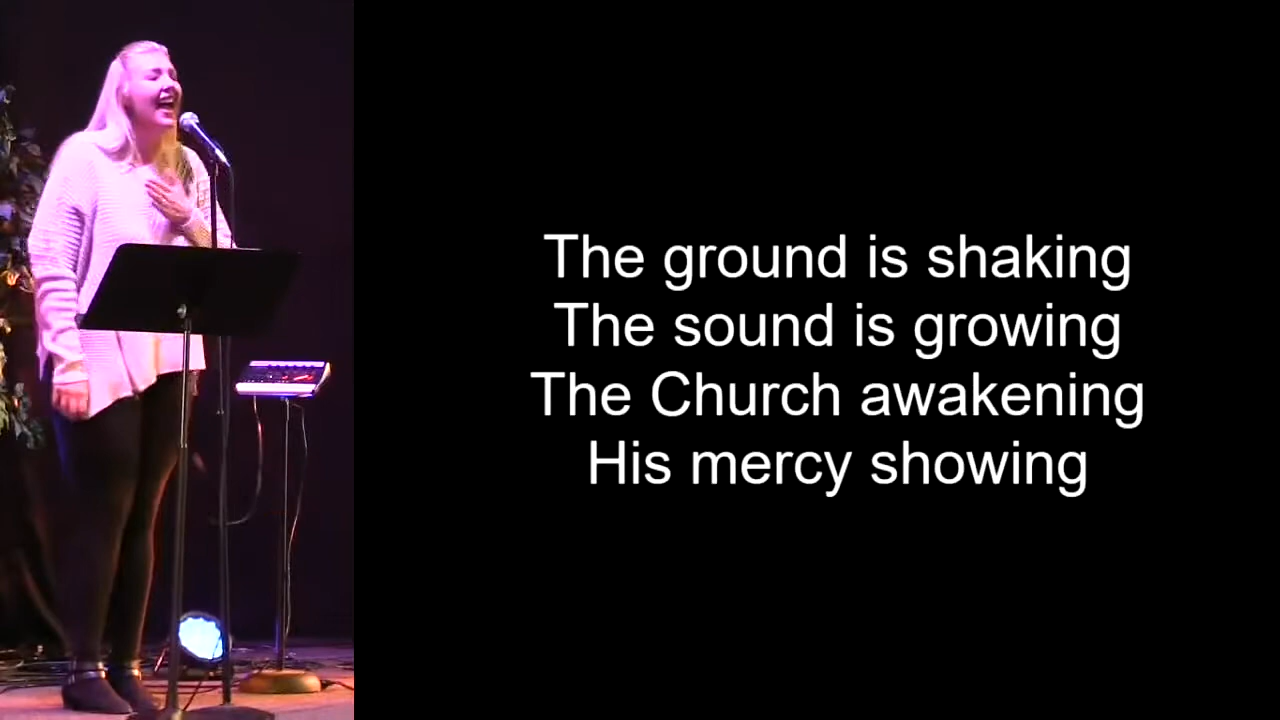 The ground is shaking
The sound is growing
The Church awakening
His mercy showing